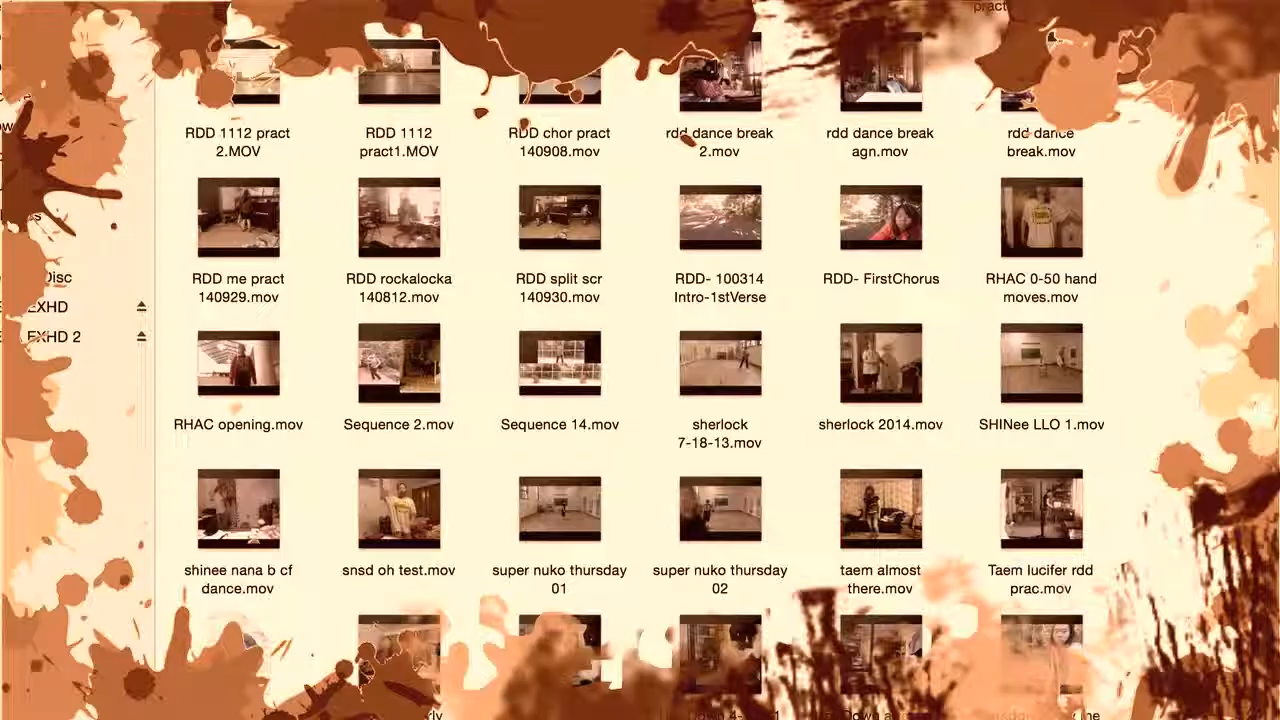 pract
RDD 1112 pract
2.MOV
RDD 1112
pract1.MOV
RDD chor pract
140908.mov
rdd dance break
2.mov
rdd dance break
agn.mov
rdd dance
break.mov
RDD me pract
140929.mov
RDD rockalocka
140812.mov
RDD split scr
140930.mov
RDD- 100314
Intro-1stVerse
RDD- FirstChorus
RHAC 0-50 hand
moves.mov
Disc
EXHD
EXHD 2
RHAC opening.mov
Sequence 2.mov
Sequence 14.mov
sherlock
7-18-13.mov
sherlock 2014.mov
SHINee LLO 1.mov
shinee nana b cf
dance.mov
snsd oh test.mov
super nuko thursday
01
super nuko thursday
02
taem almost
there.mov
Taem lucifer rdd
prac.mov